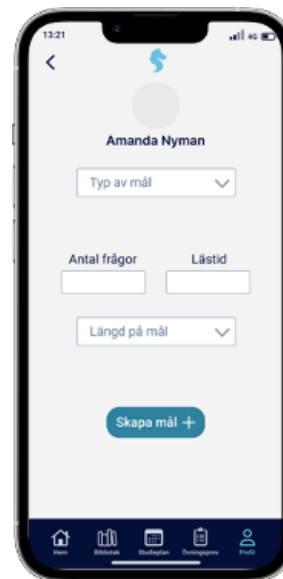 13:21
4G
Amanda Nyman
Typ av mål
Antal frågor Lästid
Längd på mål
Skapa mål +
Hem Bibliotek Studieplan Övningsprov Profil